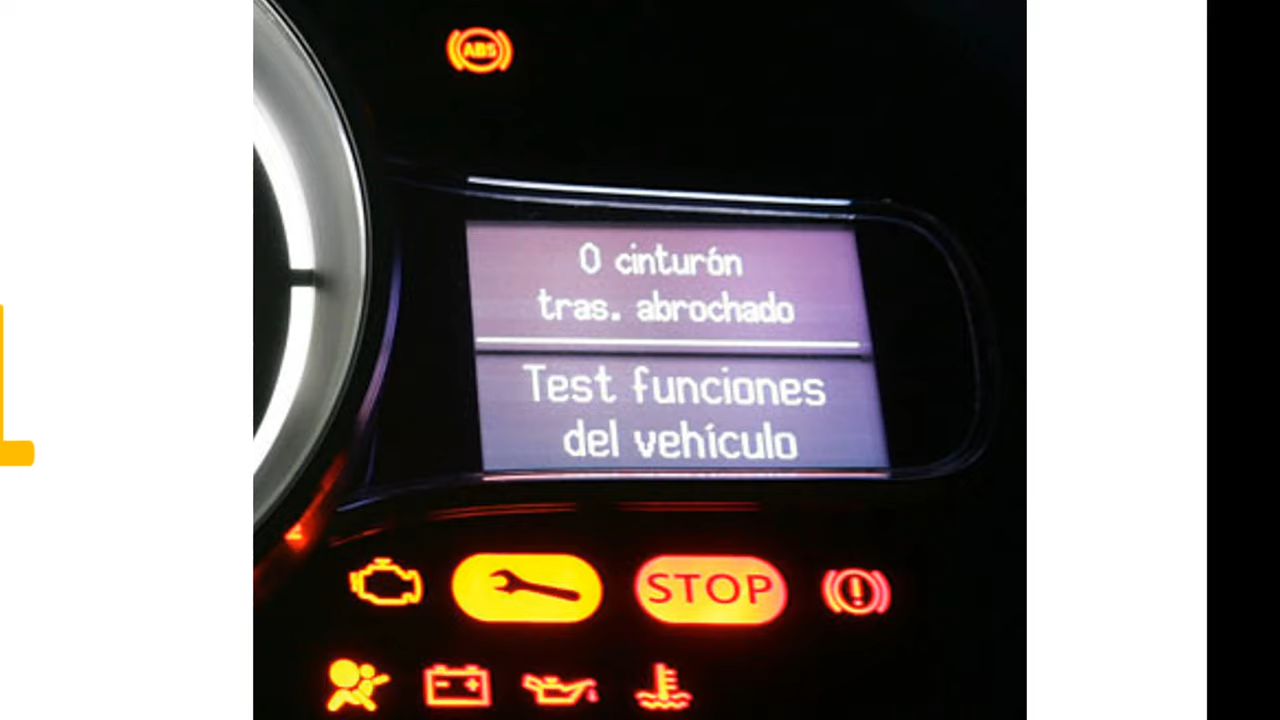 ABS
0 cinturón
tras. abrochado
Test funciones
del vehículo
STOP